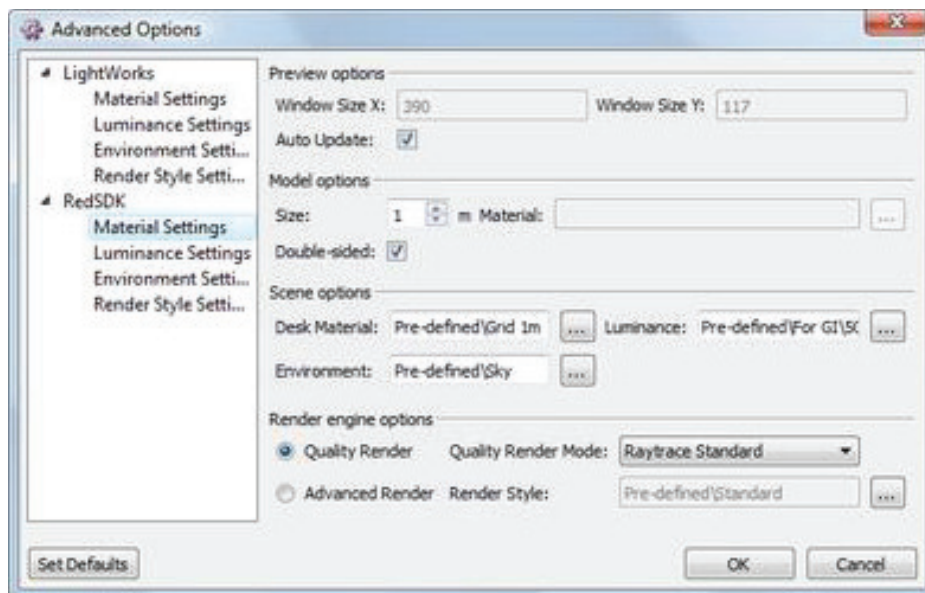 Advanced Options
LightWorks
Material Settings
Luminance Settings
Environment Setti...
Render Style Setti...
RedSDK
Material Settings
Luminance Settings
Environment Setti...
Render Style Setti...
Preview options
Window Size X: 390 Window Size Y: 117
Auto Update:
Model options
Size: 1 m Material: ...
Double-sided:
Scene options
Desk Material: Pre-defined\Grid 1m ... Luminance: Pre-defined\For GI\50 ...
Environment: Pre-defined\Sky ...
Render engine options
Quality Render Quality Render Mode: Raytrace Standard
Advanced Render Render Style: Pre-defined\Standard ...
Set Defaults OK Cancel